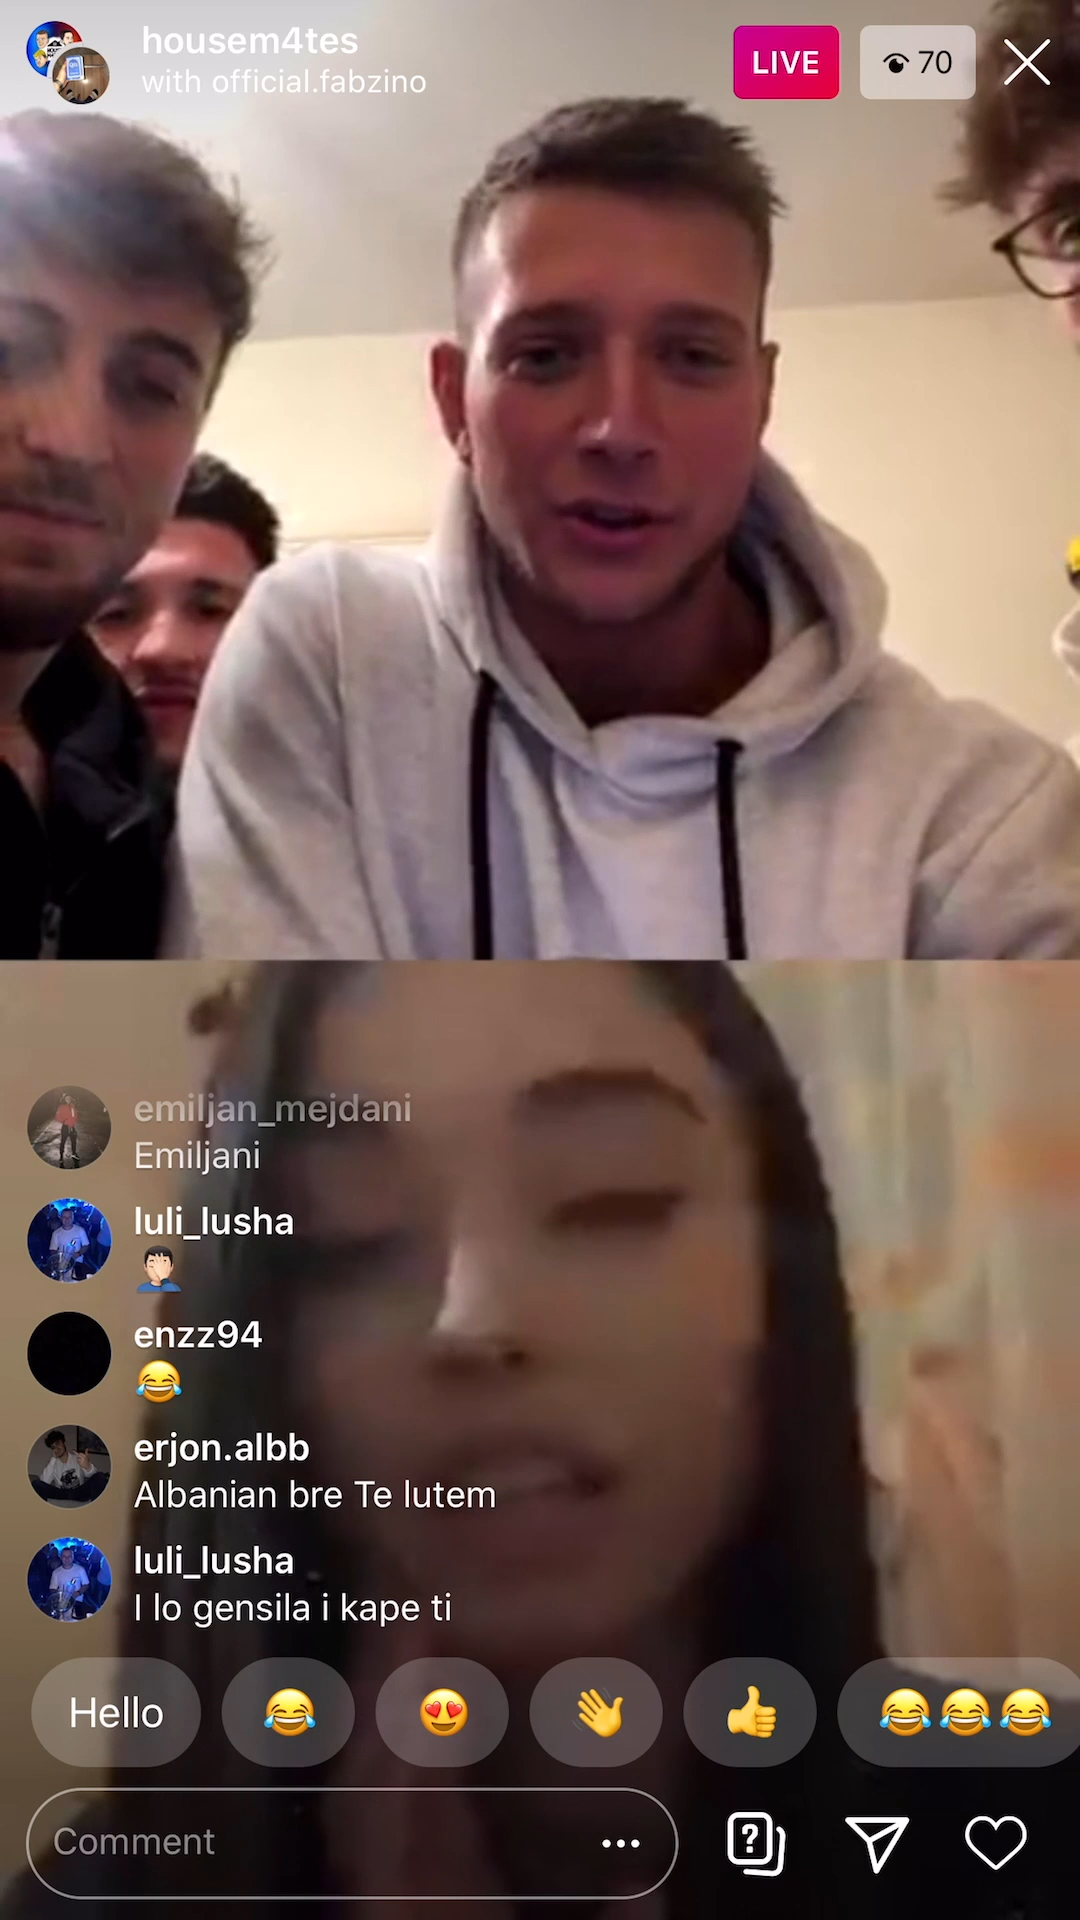 housem4tes
with official.fabzino
LIVE
70
emiljan_mejdani
Emiljani
luli_lusha
🤦🏻‍♂️
enzz94
😂
erjon.albb
Albanian bre Te lutem
luli_lusha
I lo gensila i kape ti
Hello 😂 😍 👋 👍 😂😂😂
Comment